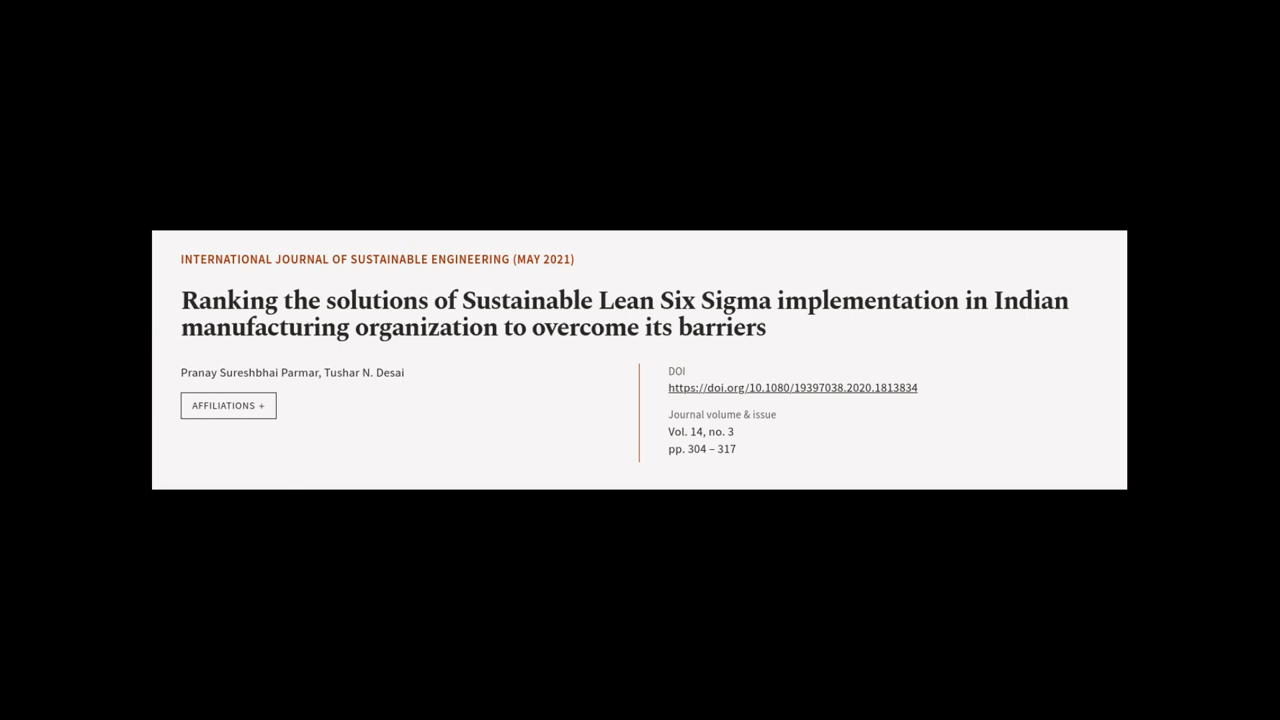 INTERNATIONAL JOURNAL OF SUSTAINABLE ENGINEERING (MAY 2021)
Ranking the solutions of Sustainable Lean Six Sigma implementation in Indian
manufacturing organization to overcome its barriers
Pranay Sureshbhai Parmar, Tushar N. Desai
AFFILIATIONS +
DOI
https://doi.org/10.1080/19397038.2020.1813834
Journal volume & issue
Vol. 14, no. 3
pp. 304 – 317